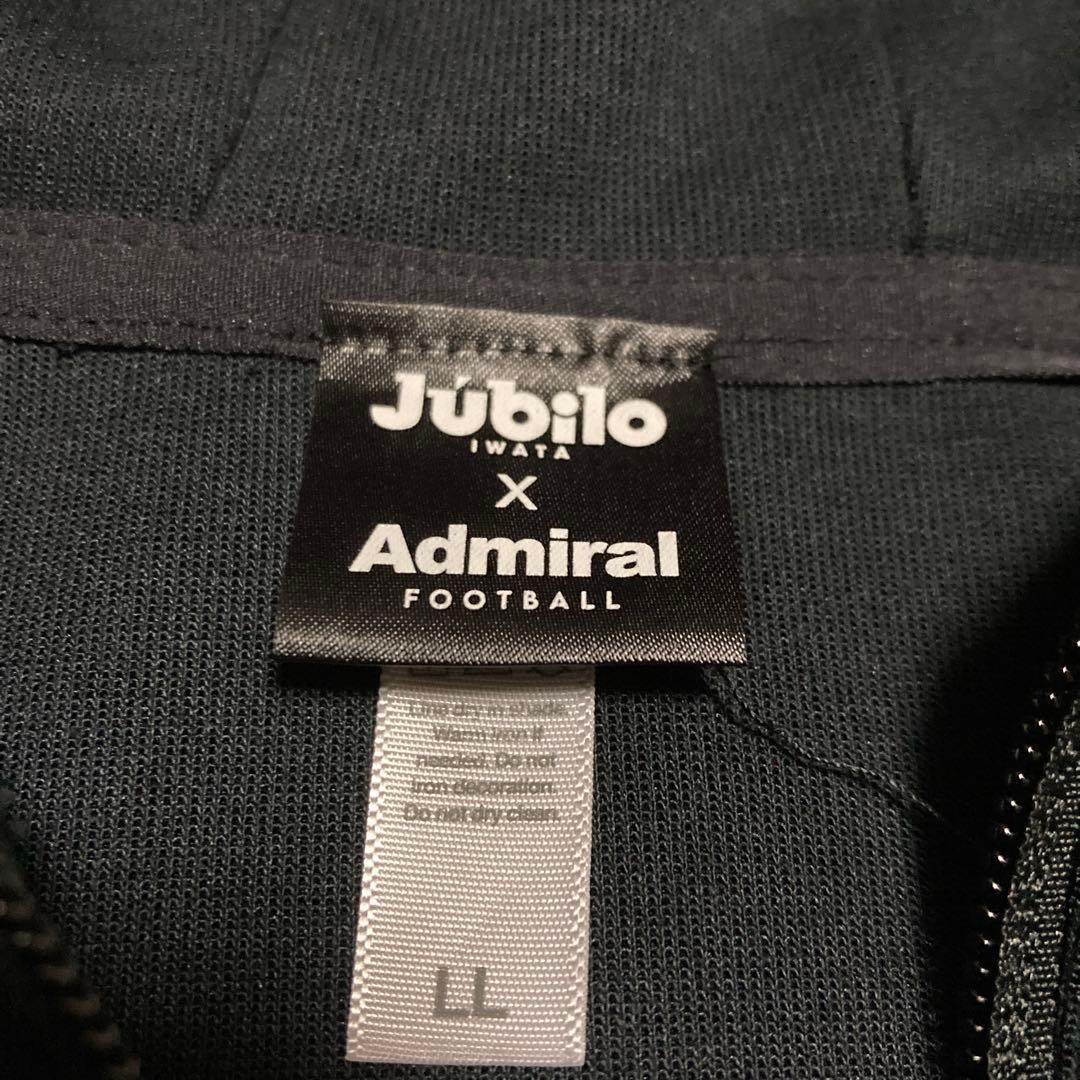 Júbilo
IWATA
X
Admiral
FOOTBALL
Line dry in shade.
Warm iron if
needed. Do not
iron decoration.
Do not dry clean.
LL